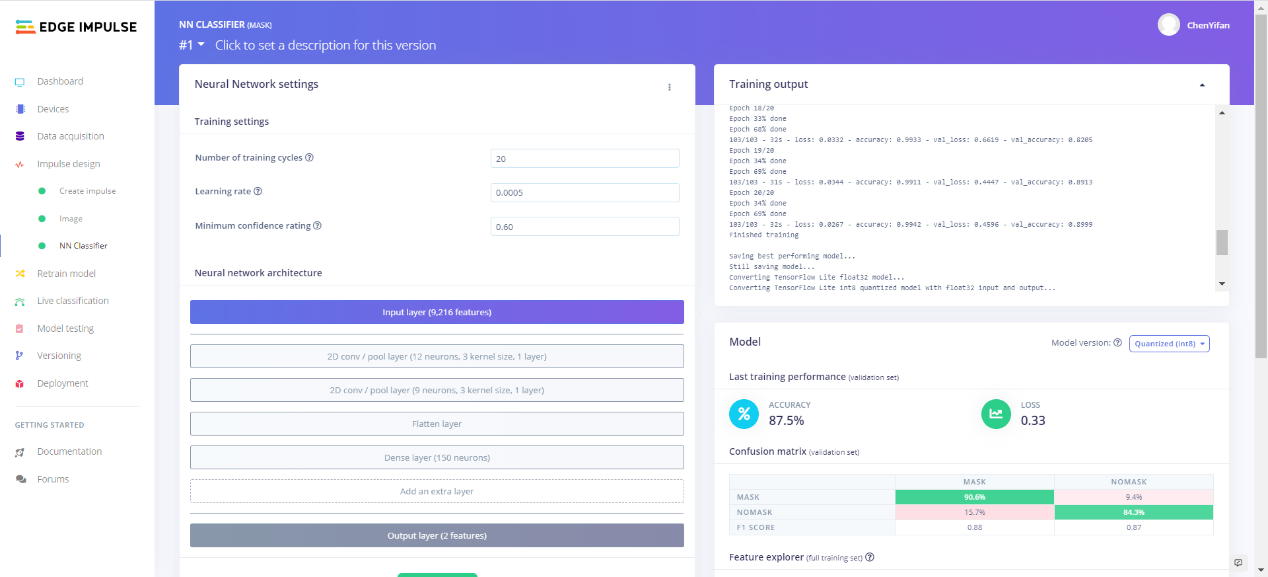 EDGE IMPULSE
Dashboard
Devices
Data acquisition
Impulse design
Create impulse
Image
NN Classifier
Retrain model
Live classification
Model testing
Versioning
Deployment
GETTING STARTED
Documentation
Forums
NN CLASSIFIER (MASK)
#1 Click to set a description for this version
ChenYifan
Neural Network settings
Training settings
Number of training cycles ?
20
Learning rate ?
0.0005
Minimum confidence rating ?
0.60
Neural network architecture
Input layer (9,216 features)
2D conv / pool layer (12 neurons, 3 kernel size, 1 layer)
2D conv / pool layer (9 neurons, 3 kernel size, 1 layer)
Flatten layer
Dense layer (150 neurons)
Add an extra layer
Output layer (2 features)
Training output
Epoch 18/20
Epoch 33% done
Epoch 68% done
103/103 - 32s - loss: 0.0332 - accuracy: 0.9933 - val_loss: 0.6619 - val_accuracy: 0.8205
Epoch 19/20
Epoch 34% done
Epoch 69% done
103/103 - 31s - loss: 0.0344 - accuracy: 0.9911 - val_loss: 0.4447 - val_accuracy: 0.8913
Epoch 20/20
Epoch 34% done
Epoch 69% done
103/103 - 32s - loss: 0.0267 - accuracy: 0.9942 - val_loss: 0.4596 - val_accuracy: 0.8999
Finished training
Saving best performing model...
Still saving model...
Converting TensorFlow Lite float32 model...
Converting TensorFlow Lite int8 quantized model with float32 input and output...
Model
Model version: ? Quantized (int8)
Last training performance (validation set)
% ACCURACY
87.5%
LOSS
0.33
Confusion matrix (validation set)
MASK NOMASK
MASK 90.6% 9.4%
NOMASK 15.7% 84.3%
F1 SCORE 0.88 0.87
Feature explorer (full training set) ?